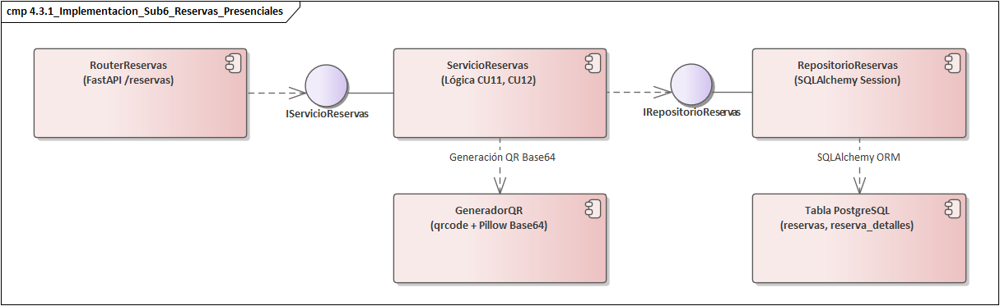 cmp 4.3.1_Implementacion_Sub6_Reservas_Presenciales
RouterReservas
(FastAPI /reservas)
IServicioReservas
ServicioReservas
(Lógica CU11, CU12)
IRepositorioReservas
RepositorioReservas
(SQLAlchemy Session)
Generación QR Base64
SQLAlchemy ORM
GeneradorQR
(qrcode + Pillow Base64)
Tabla PostgreSQL
(reservas, reserva_detalles)